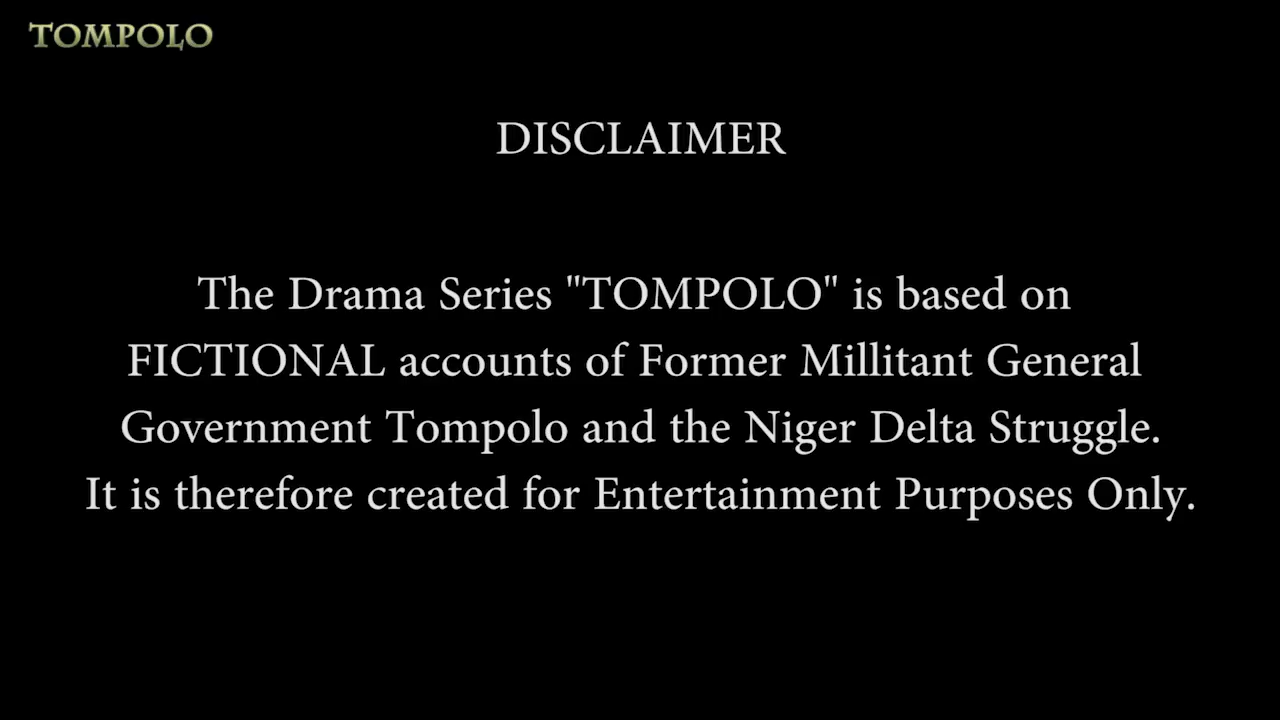 TOMPOLO
DISCLAIMER
The Drama Series "TOMPOLO" is based on
FICTIONAL accounts of Former Millitant General
Government Tompolo and the Niger Delta Struggle.
It is therefore created for Entertainment Purposes Only.